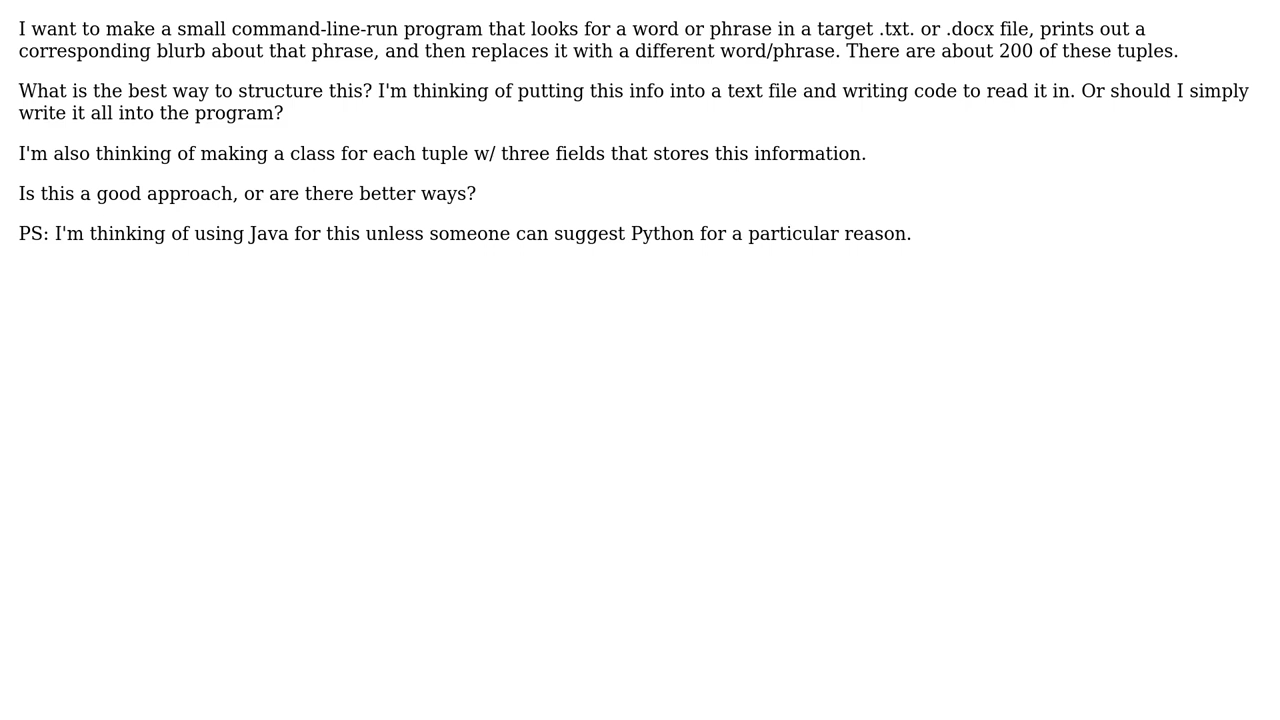 I want to make a small command-line-run program that looks for a word or phrase in a target .txt. or .docx file, prints out a
corresponding blurb about that phrase, and then replaces it with a different word/phrase. There are about 200 of these tuples.
What is the best way to structure this? I'm thinking of putting this info into a text file and writing code to read it in. Or should I simply
write it all into the program?
I'm also thinking of making a class for each tuple w/ three fields that stores this information.
Is this a good approach, or are there better ways?
PS: I'm thinking of using Java for this unless someone can suggest Python for a particular reason.